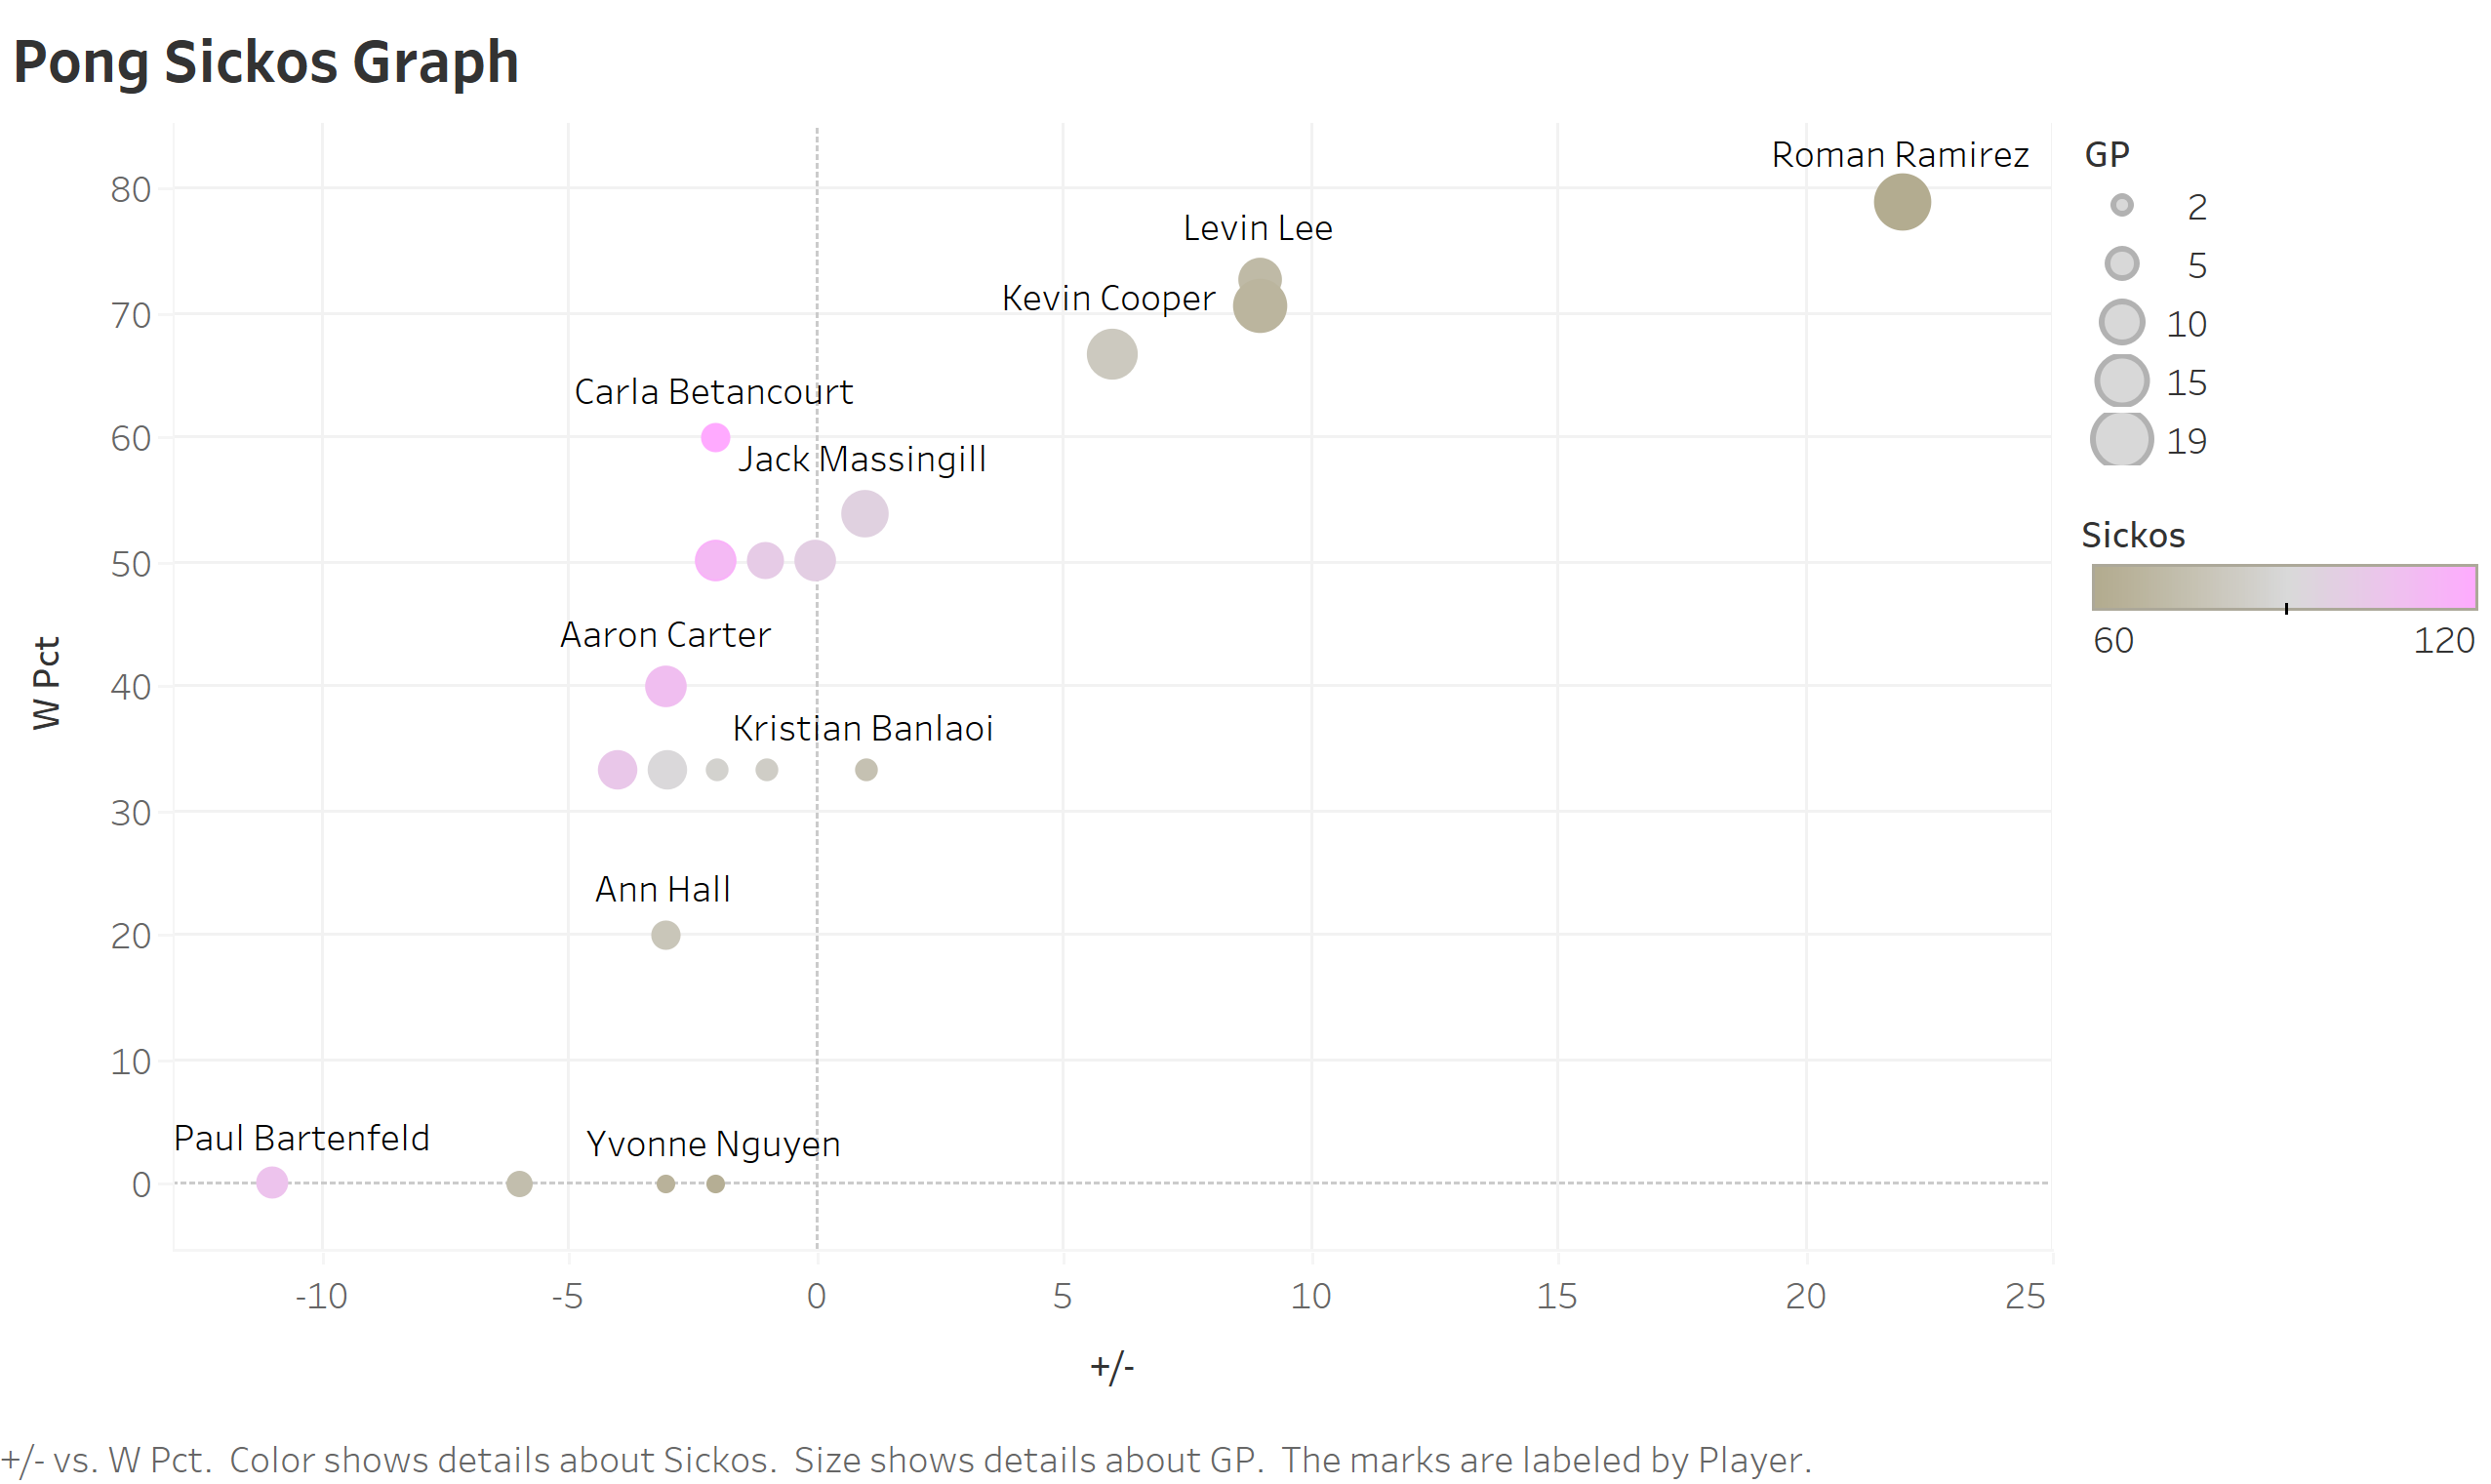 Pong Sickos Graph
Roman Ramirez
Levin Lee
Kevin Cooper
Carla Betancourt
Jack Massingill
Aaron Carter
Kristian Banlaoi
Ann Hall
Paul Bartenfeld
Yvonne Nguyen
80
70
60
50
40
30
20
10
0
W Pct
-10
-5
0
5
10
15
20
25
+/-
GP
2
5
10
15
19
Sickos
60
120
+/- vs. W Pct. Color shows details about Sickos. Size shows details about GP. The marks are labeled by Player.